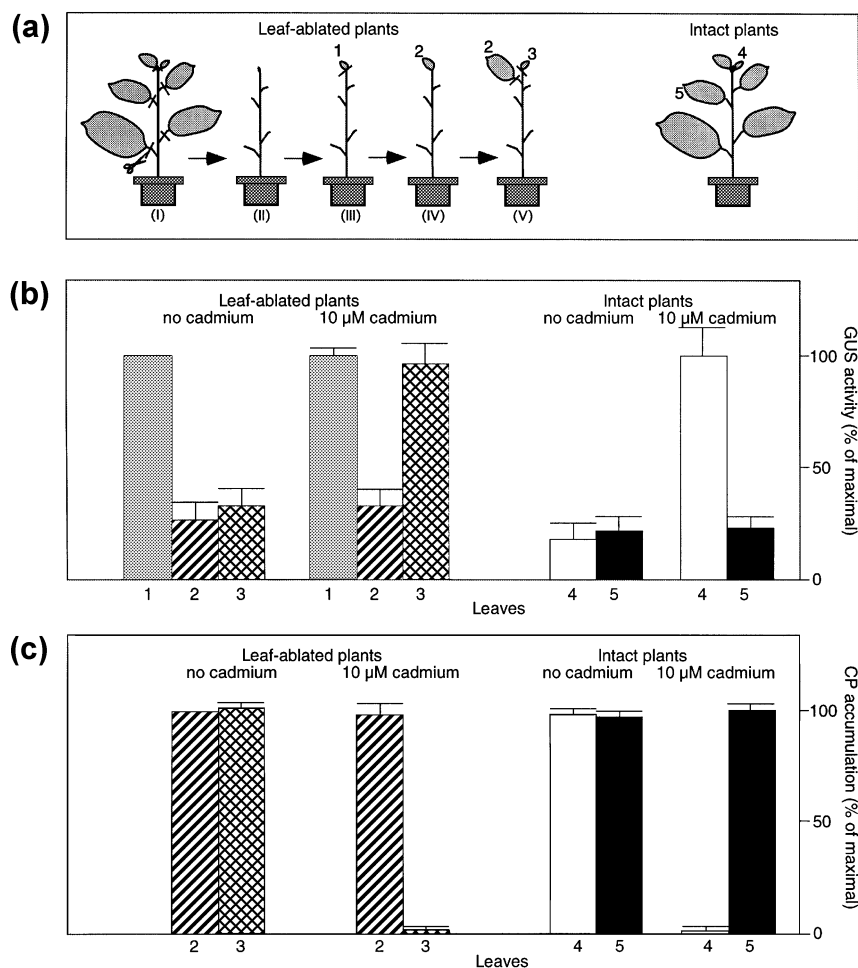 (a)
Leaf-ablated plants Intact plants
1 2 2 3 4
5
(I) (II) (III) (IV) (V)
(b)
Leaf-ablated plants Intact plants
no cadmium 10 µM cadmium no cadmium 10 µM cadmium
100
50
0
GUS activity (% of maximal)
1 2 3 1 2 3 4 5 4 5
Leaves
(c)
Leaf-ablated plants Intact plants
no cadmium 10 µM cadmium no cadmium 10 µM cadmium
100
50
0
CP accumulation (% of maximal)
2 3 2 3 4 5 4 5
Leaves